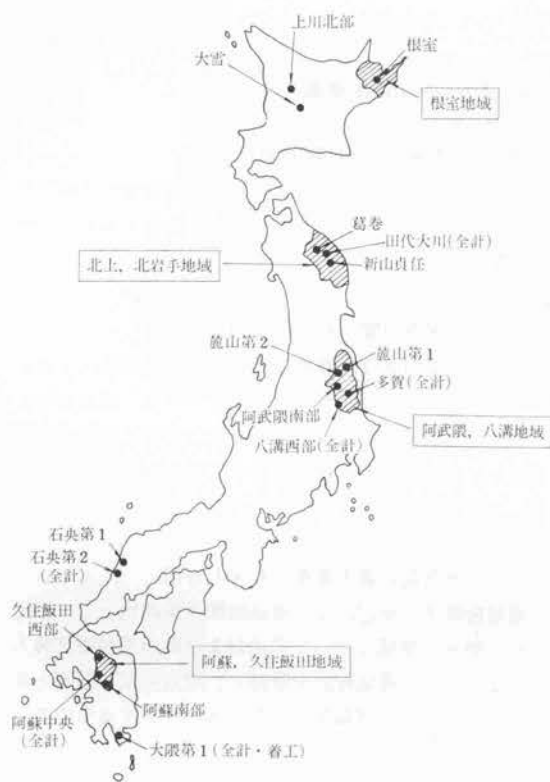 上川北部
大雪
根室
根室地域
葛巻
田代大川(全計)
新山貞任
北上，北岩手地域
麓山第2
麓山第1
多賀(全計)
阿武隈南部
八溝西部(全計)
阿武隈，八溝地域
石央第1
石央第2
(全計)
久住飯田
西部
阿蘇，久住飯田地域
阿蘇南部
阿蘇中央
(全計)
大隈第1(全計・着工)